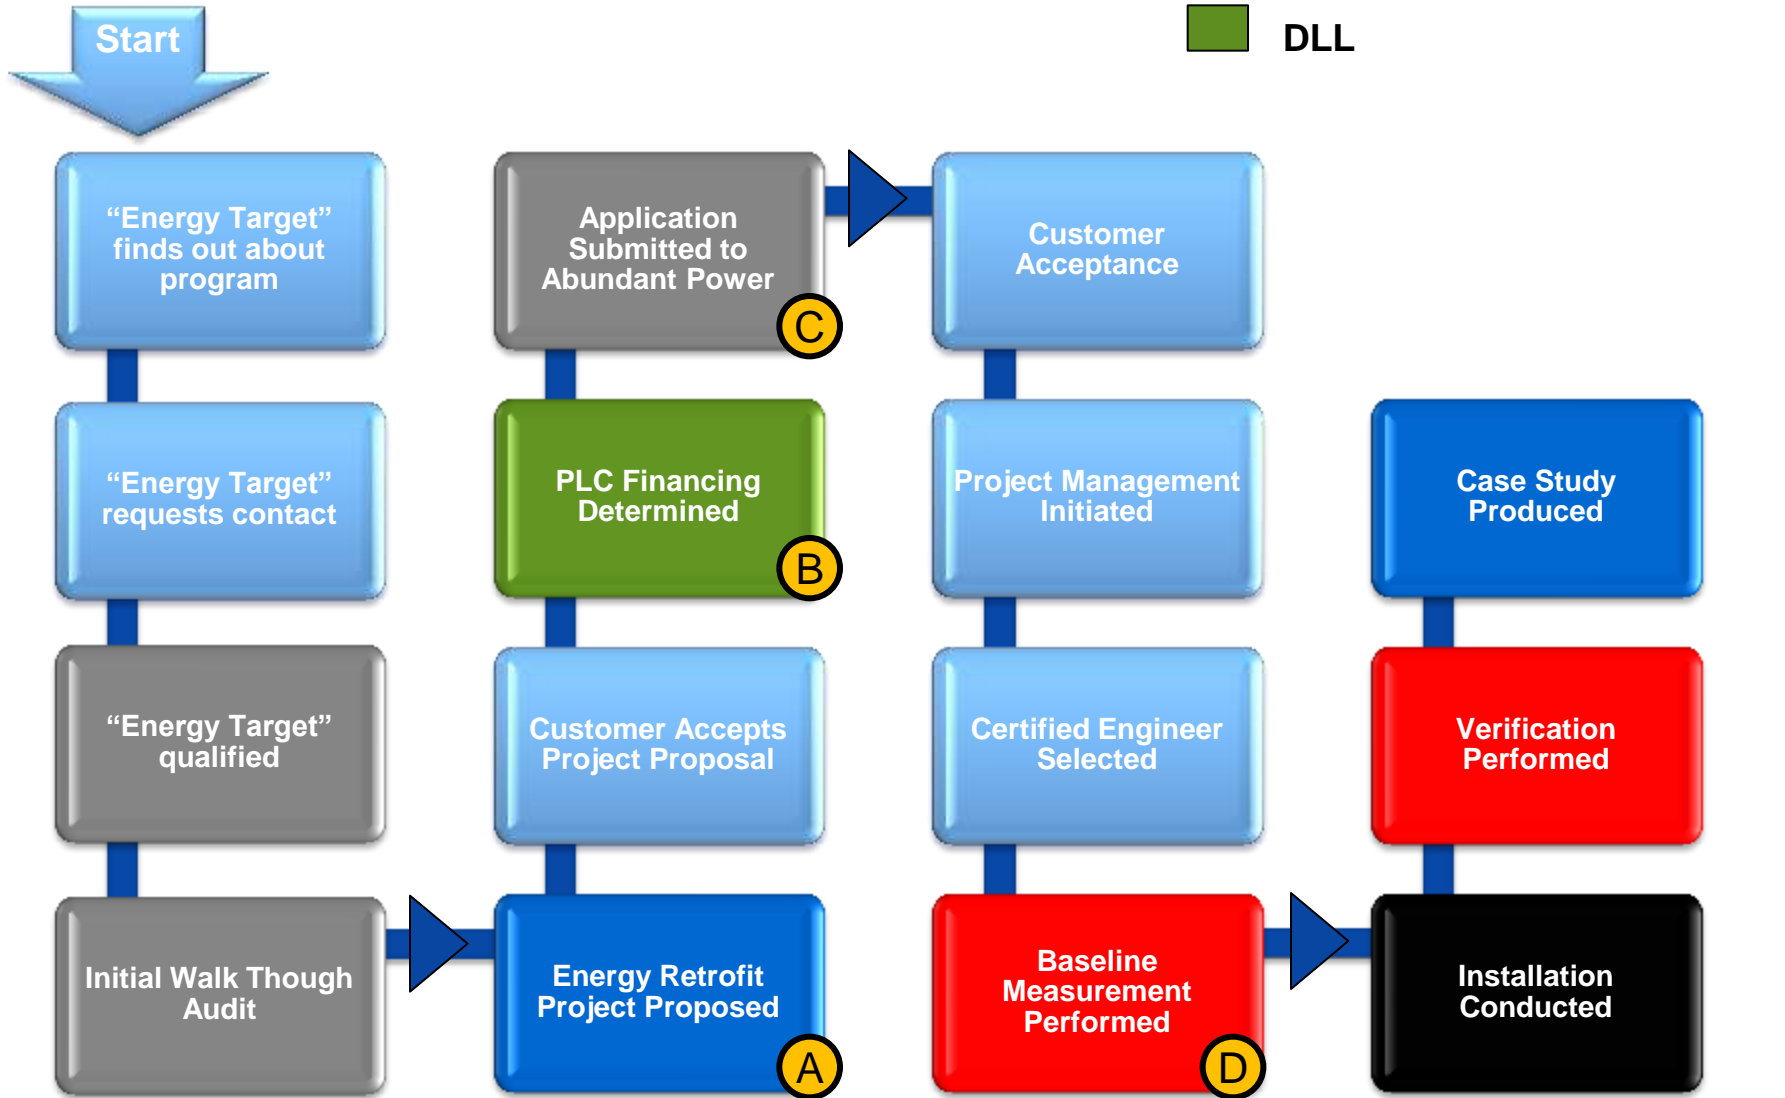 Start
DLL
“Energy Target”
finds out about
program
“Energy Target”
requests contact
“Energy Target”
qualified
Initial Walk Though
Audit
Energy Retrofit
Project Proposed
A
Customer Accepts
Project Proposal
PLC Financing
Determined
B
Application
Submitted to
Abundant Power
C
Customer
Acceptance
Project Management
Initiated
Certified Engineer
Selected
Baseline
Measurement
Performed
D
Installation
Conducted
Verification
Performed
Case Study
Produced